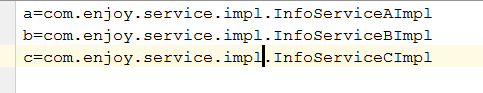 a=com.enjoy.service.impl.InfoServiceAImpl
b=com.enjoy.service.impl.InfoServiceBImpl
c=com.enjoy.service.impl.InfoServiceCImpl